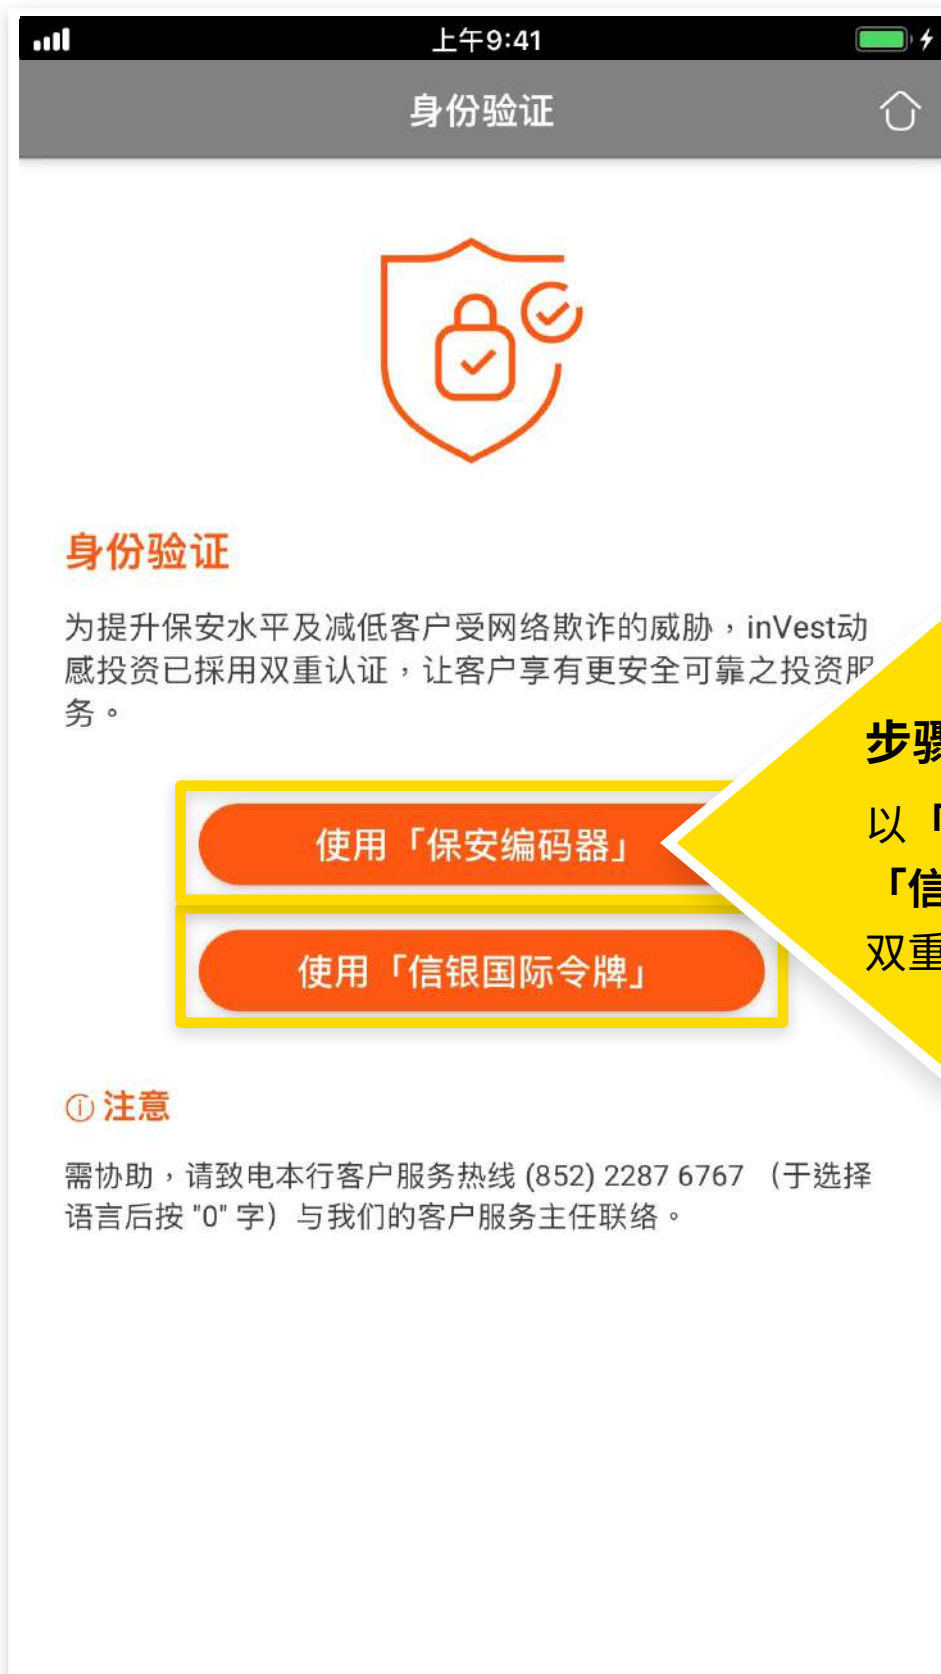 上午9:41
身份验证
身份验证
为提升保安水平及减低客户受网络欺诈的威胁，inVest动
感投资已採用双重认证，让客户享有更安全可靠之投资服
务。
步骤
使用「保安编码器」
以「
「信
双重
使用「信银国际令牌」
注意
需协助，请致电本行客户服务热线 (852) 2287 6767 （于选择
语言后按 "0" 字）与我们的客户服务主任联络。